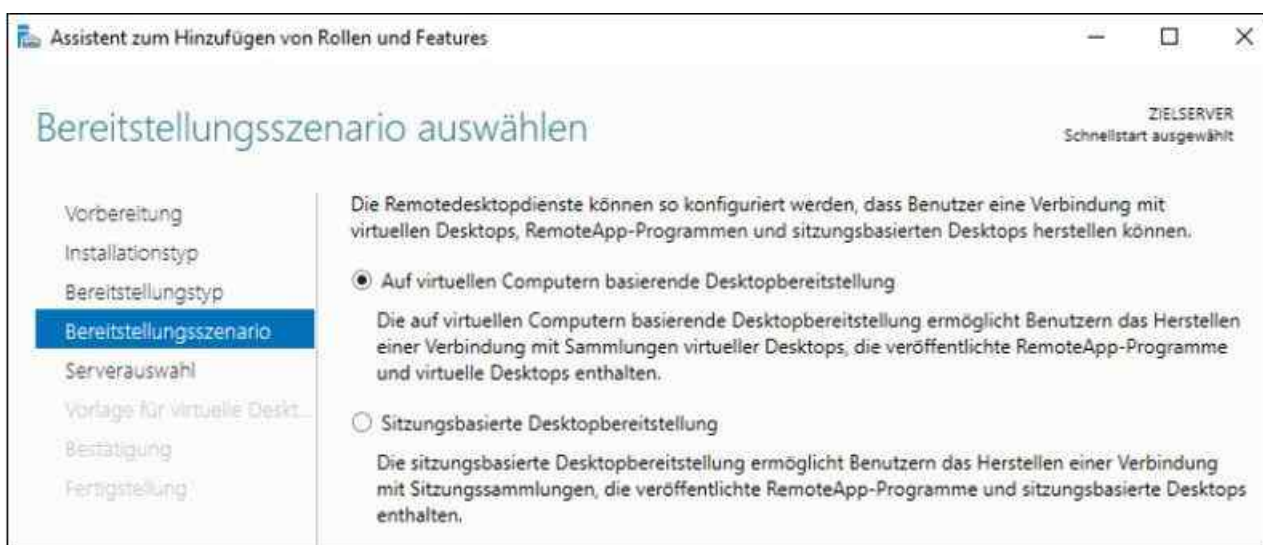 Assistent zum Hinzufügen von Rollen und Features
Bereitstellungsszenario auswählen
ZIELSERVER
Schnellstart ausgewählt
Vorbereitung
Installationstyp
Bereitstellungstyp
Bereitstellungsszenario
Serverauswahl
Vorlage für virtuelle Deskt...
Bestätigung
Fertigstellung
Die Remotedesktopdienste können so konfiguriert werden, dass Benutzer eine Verbindung mit
virtuellen Desktops, RemoteApp-Programmen und sitzungsbasierten Desktops herstellen können.
Auf virtuellen Computern basierende Desktopbereitstellung
Die auf virtuellen Computern basierende Desktopbereitstellung ermöglicht Benutzern das Herstellen
einer Verbindung mit Sammlungen virtueller Desktops, die veröffentlichte RemoteApp-Programme
und virtuelle Desktops enthalten.
Sitzungsbasierte Desktopbereitstellung
Die sitzungsbasierte Desktopbereitstellung ermöglicht Benutzern das Herstellen einer Verbindung
mit Sitzungssammlungen, die veröffentlichte RemoteApp-Programme und sitzungsbasierte Desktops
enthalten.